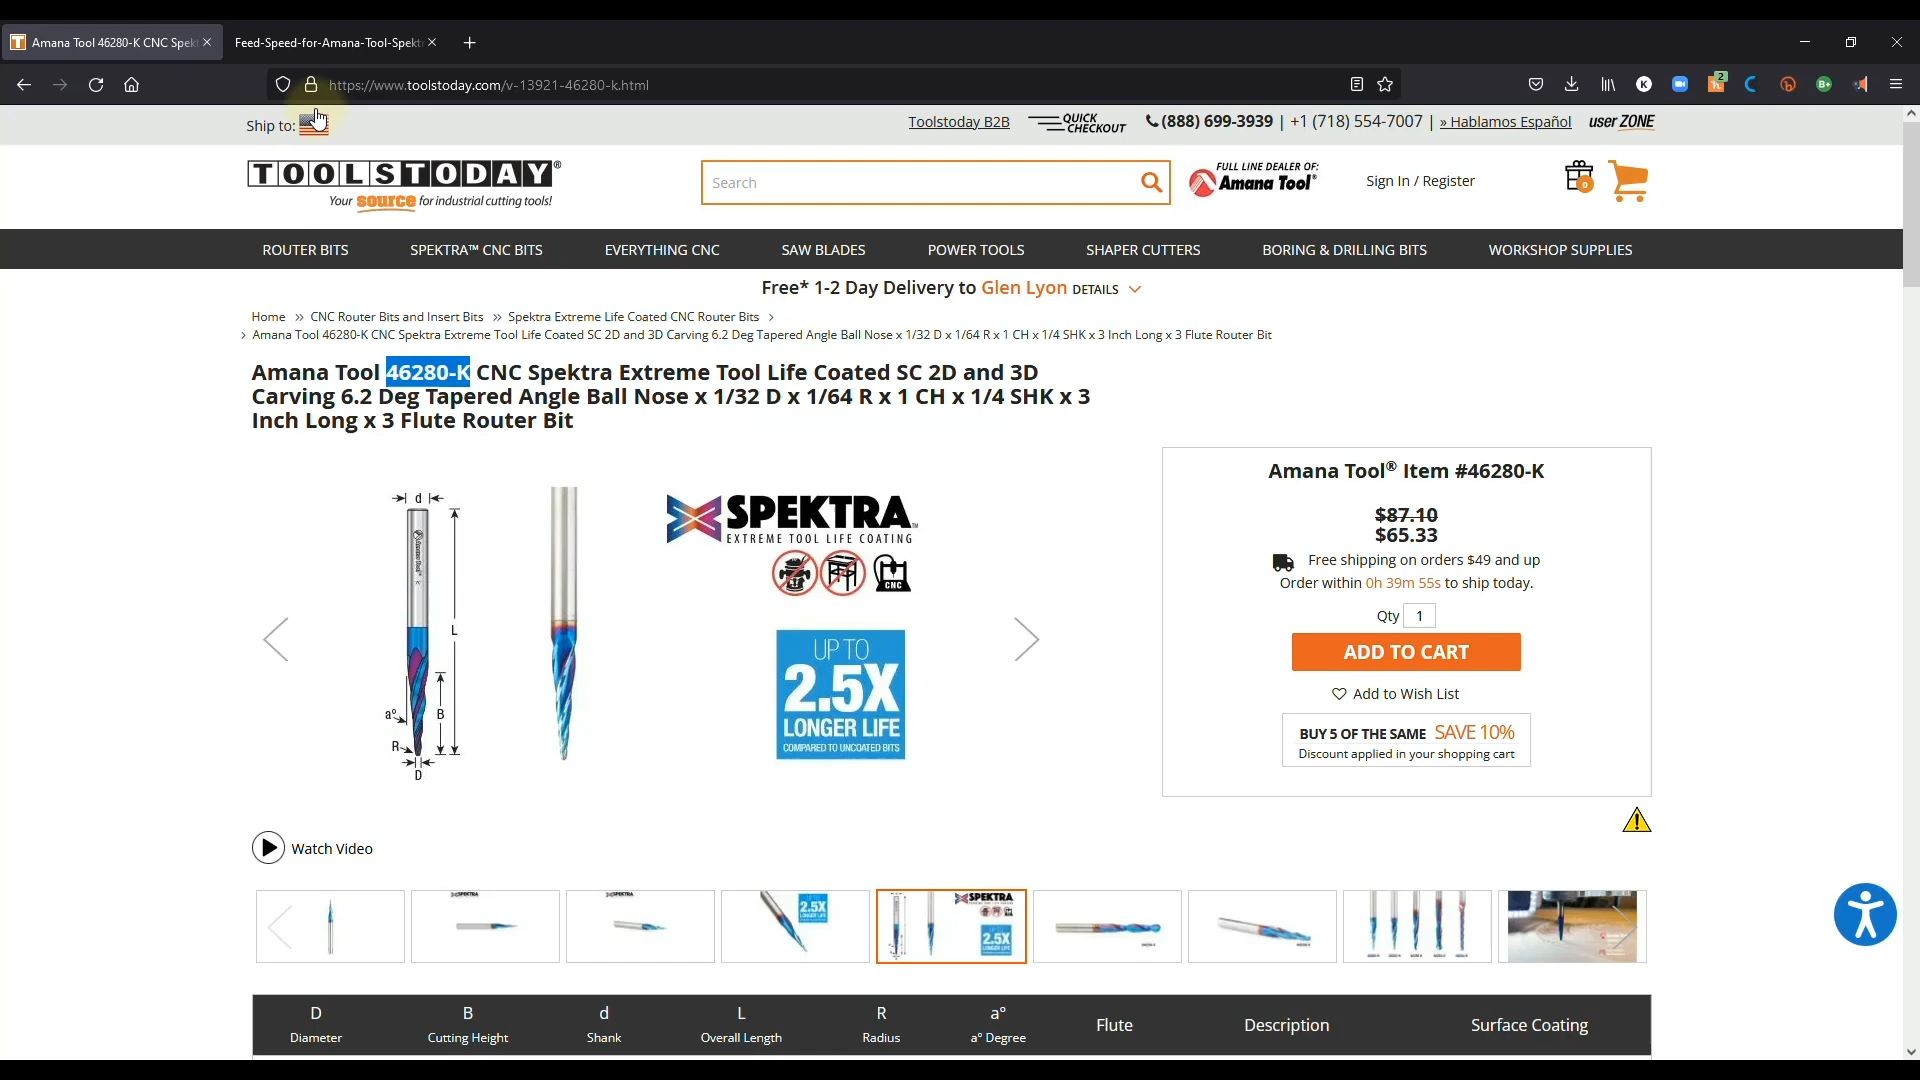 Amana Tool 46280-K CNC Spek
Feed-Speed-for-Amana-Tool-Spekt
https://www.toolstoday.com/v-13921-46280-k.html
2
K
B+
Ship to:
Toolstoday B2B
QUICK
CHECKOUT
(888) 699-3939 | +1 (718) 554-7007 | » Hablamos Español
userZONE
TOOLSTODAY®
Your source for industrial cutting tools!
Search
FULL LINE DEALER OF:
Amana Tool®
Sign In / Register
0
ROUTER BITS
SPEKTRA™ CNC BITS
EVERYTHING CNC
SAW BLADES
POWER TOOLS
SHAPER CUTTERS
BORING & DRILLING BITS
WORKSHOP SUPPLIES
Free* 1-2 Day Delivery to Glen Lyon DETAILS
Home » CNC Router Bits and Insert Bits » Spektra Extreme Life Coated CNC Router Bits ›
› Amana Tool 46280-K CNC Spektra Extreme Tool Life Coated SC 2D and 3D Carving 6.2 Deg Tapered Angle Ball Nose x 1/32 D x 1/64 R x 1 CH x 1/4 SHK x 3 Inch Long x 3 Flute Router Bit
Amana Tool 46280-K CNC Spektra Extreme Tool Life Coated SC 2D and 3D
Carving 6.2 Deg Tapered Angle Ball Nose x 1/32 D x 1/64 R x 1 CH x 1/4 SHK x 3
Inch Long x 3 Flute Router Bit
d
L
B
a°
R
D
SPEKTRA™
EXTREME TOOL LIFE COATING
CNC
UP TO
2.5X
LONGER LIFE
COMPARED TO UNCOATED BITS
Amana Tool® Item #46280-K
$87.10
$65.33
Free shipping on orders $49 and up
Order within 0h 39m 55s to ship today.
Qty 1
ADD TO CART
Add to Wish List
BUY 5 OF THE SAME SAVE 10%
Discount applied in your shopping cart
Watch Video
SPEKTRA
SPEKTRA
2.5X
SPEKTRA
2.5X
D
Diameter
B
Cutting Height
d
Shank
L
Overall Length
R
Radius
a°
a° Degree
Flute
Description
Surface Coating